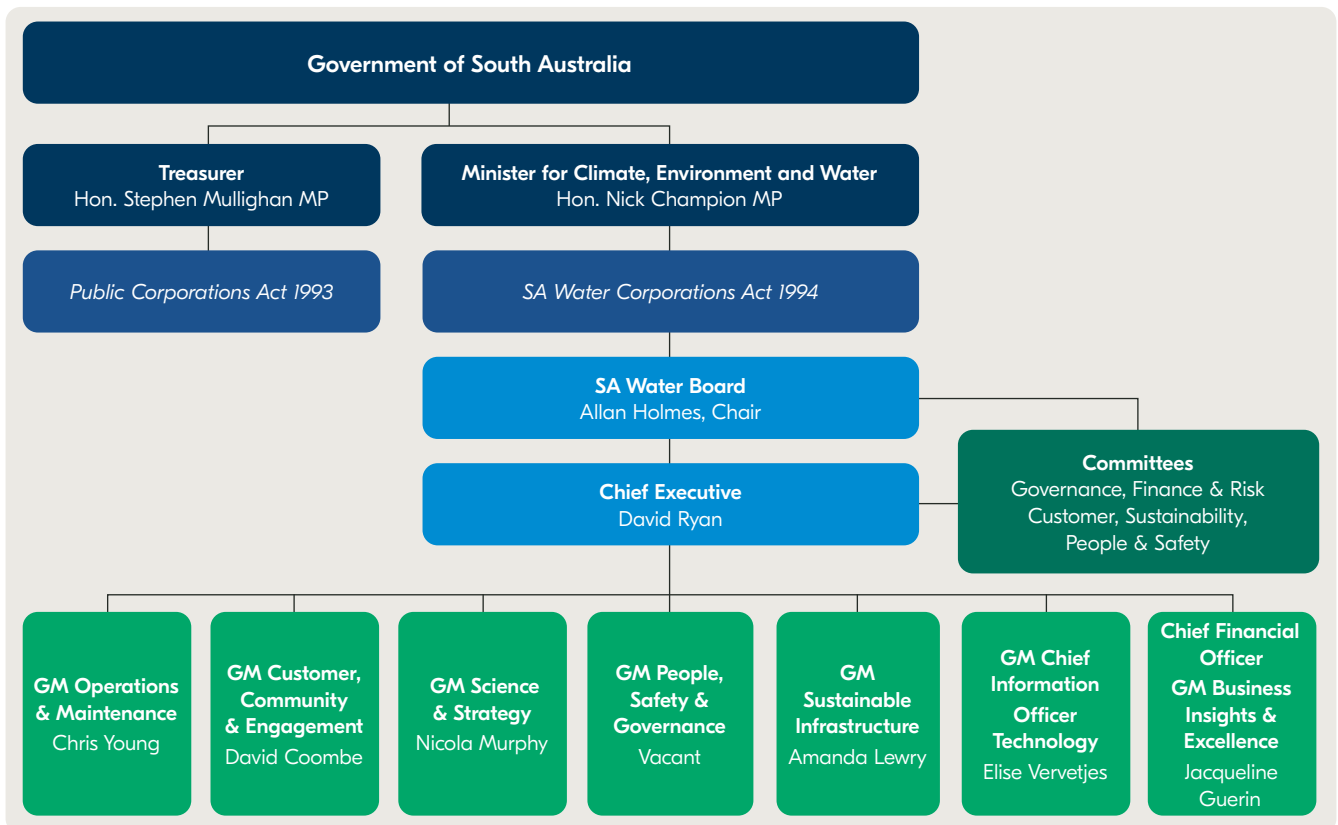 Government of South Australia
Treasurer
Hon. Stephen Mullighan MP
Minister for Climate, Environment and Water
Hon. Nick Champion MP
Public Corporations Act 1993
SA Water Corporations Act 1994
SA Water Board
Allan Holmes, Chair
Chief Executive
David Ryan
Committees
Governance, Finance & Risk
Customer, Sustainability,
People & Safety
GM Operations
& Maintenance
Chris Young
GM Customer,
Community
& Engagement
David Coombe
GM Science
& Strategy
Nicola Murphy
GM People,
Safety &
Governance
Vacant
GM
Sustainable
Infrastructure
Amanda Lewry
GM Chief
Information
Officer
Technology
Elise Vervetjes
Chief Financial
Officer
GM Business
Insights &
Excellence
Jacqueline
Guerin